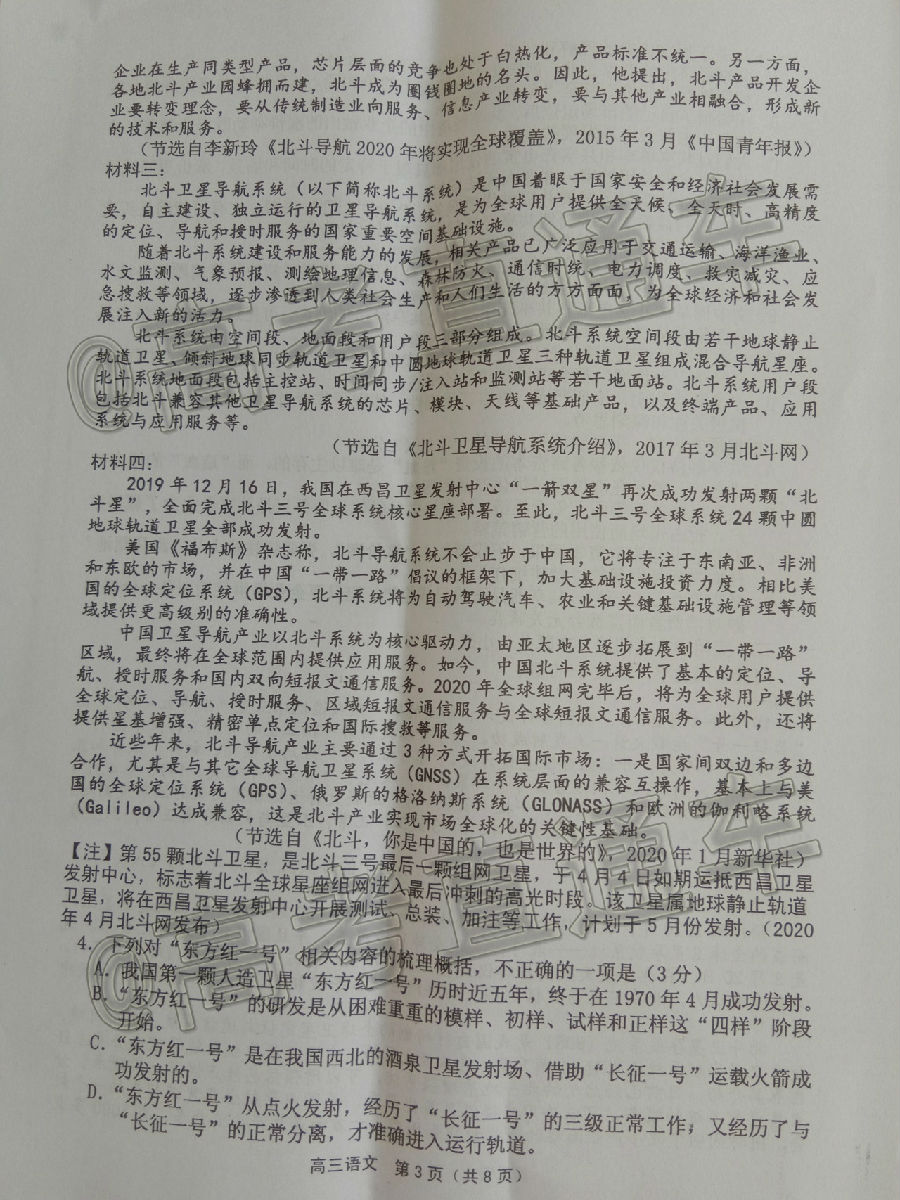 企业在生产同类型产品，芯片层面的竞争也处于白热化，产品标准不统一。另一方面，
各地北斗产业园蜂拥而建，北斗成为圈钱圈地的名头。因此，他提出，北斗产品开发企
业要转变理念，要从传统制造业向服务、信息产业转变，要与其他产业相融合，形成新
的技术和服务。
（节选自李新玲《北斗导航 2020 年将实现全球覆盖》，2015 年 3 月《中国青年报》）
材料三：
北斗卫星导航系统（以下简称北斗系统）是中国着眼于国家安全和经济社会发展需
要，自主建设、独立运行的卫星导航系统，是为全球用户提供全天候、全天时、高精度
的定位、导航和授时服务的国家重要空间基础设施。
随着北斗系统建设和服务能力的发展，相关产品已广泛应用于交通运输、海洋渔业、
水文监测、气象预报、测绘地理信息、森林防火、通信时统、电力调度、救灾减灾、应
急搜救等领域，逐步渗透到人类社会生产和人们生活的方方面面，为全球经济和社会发
展注入新的活力。
北斗系统由空间段、地面段和用户段三部分组成。北斗系统空间段由若干地球静止
轨道卫星、倾斜地球同步轨道卫星和中圆地球轨道卫星三种轨道卫星组成混合导航星座。
北斗系统地面段包括主控站、时间同步/注入站和监测站等若干地面站。北斗系统用户段
包括北斗兼容其他卫星导航系统的芯片、模块、天线等基础产品，以及终端产品、应用
系统与应用服务等。
（节选自《北斗卫星导航系统介绍》，2017 年 3 月北斗网）
材料四：
2019 年 12 月 16 日，我国在西昌卫星发射中心“一箭双星”再次成功发射两颗“北
斗星”，全面完成北斗三号全球系统核心星座部署。至此，北斗三号全球系统 24 颗中圆
地球轨道卫星全部成功发射。
美国《福布斯》杂志称，北斗导航系统不会止步于中国，它将专注于东南亚、非洲
和东欧的市场，并在中国“一带一路”倡议的框架下，加大基础设施投资力度。相比美
国的全球定位系统（GPS），北斗系统将为自动驾驶汽车、农业和关键基础设施管理等领
域提供更高级别的准确性。
中国卫星导航产业以北斗系统为核心驱动力，由亚太地区逐步拓展到“一带一路”
区域，最终将在全球范围内提供应用服务。如今，中国北斗系统提供了基本的定位、导
航、授时服务和国内双向短报文通信服务。2020 年全球组网完毕后，将为全球用户提供
全球定位、导航、授时服务、区域短报文通信服务与全球短报文通信服务。此外，还将
提供星基增强、精密单点定位和国际搜救等服务。
近些年来，北斗导航产业主要通过 3 种方式开拓国际市场：一是国家间双边和多边
合作，尤其是与其它全球导航卫星系统（GNSS）在系统层面的兼容互操作，基本上与美
国的全球定位系统（GPS）、俄罗斯的格洛纳斯系统（GLONASS）和欧洲的伽利略系统
（Galileo）达成兼容，这是北斗产业实现市场全球化的关键性基础。
（节选自《北斗，你是中国的，也是世界的》，2020 年 1 月新华社）
【注】第 55 颗北斗卫星，是北斗三号最后一颗组网卫星，于 4 月 4 日如期运抵西昌卫星
发射中心，标志着北斗全球星座组网进入最后冲刺的高光时段。该卫星属地球静止轨道
卫星，将在西昌卫星发射中心开展测试、总装、加注等工作，计划于 5 月份发射。（2020
年 4 月北斗网发布）
4．下列对“东方红一号”相关内容的梳理概括，不正确的一项是（3 分）
A．我国第一颗人造卫星“东方红一号”历时近五年，终于在 1970 年 4 月成功发射。
B．“东方红一号”的研发是从困难重重的模样、初样、试样和正样这“四样”阶段
开始。
C．“东方红一号”是在我国西北的酒泉卫星发射场、借助“长征一号”运载火箭成
功发射的。
D．“东方红一号”从点火发射，经历了“长征一号”的三级正常工作；又经历了与
“长征一号”的正常分离，才准确进入运行轨道。
高三语文 第 3 页（共 8 页）
@高考直通车
@高考直通车